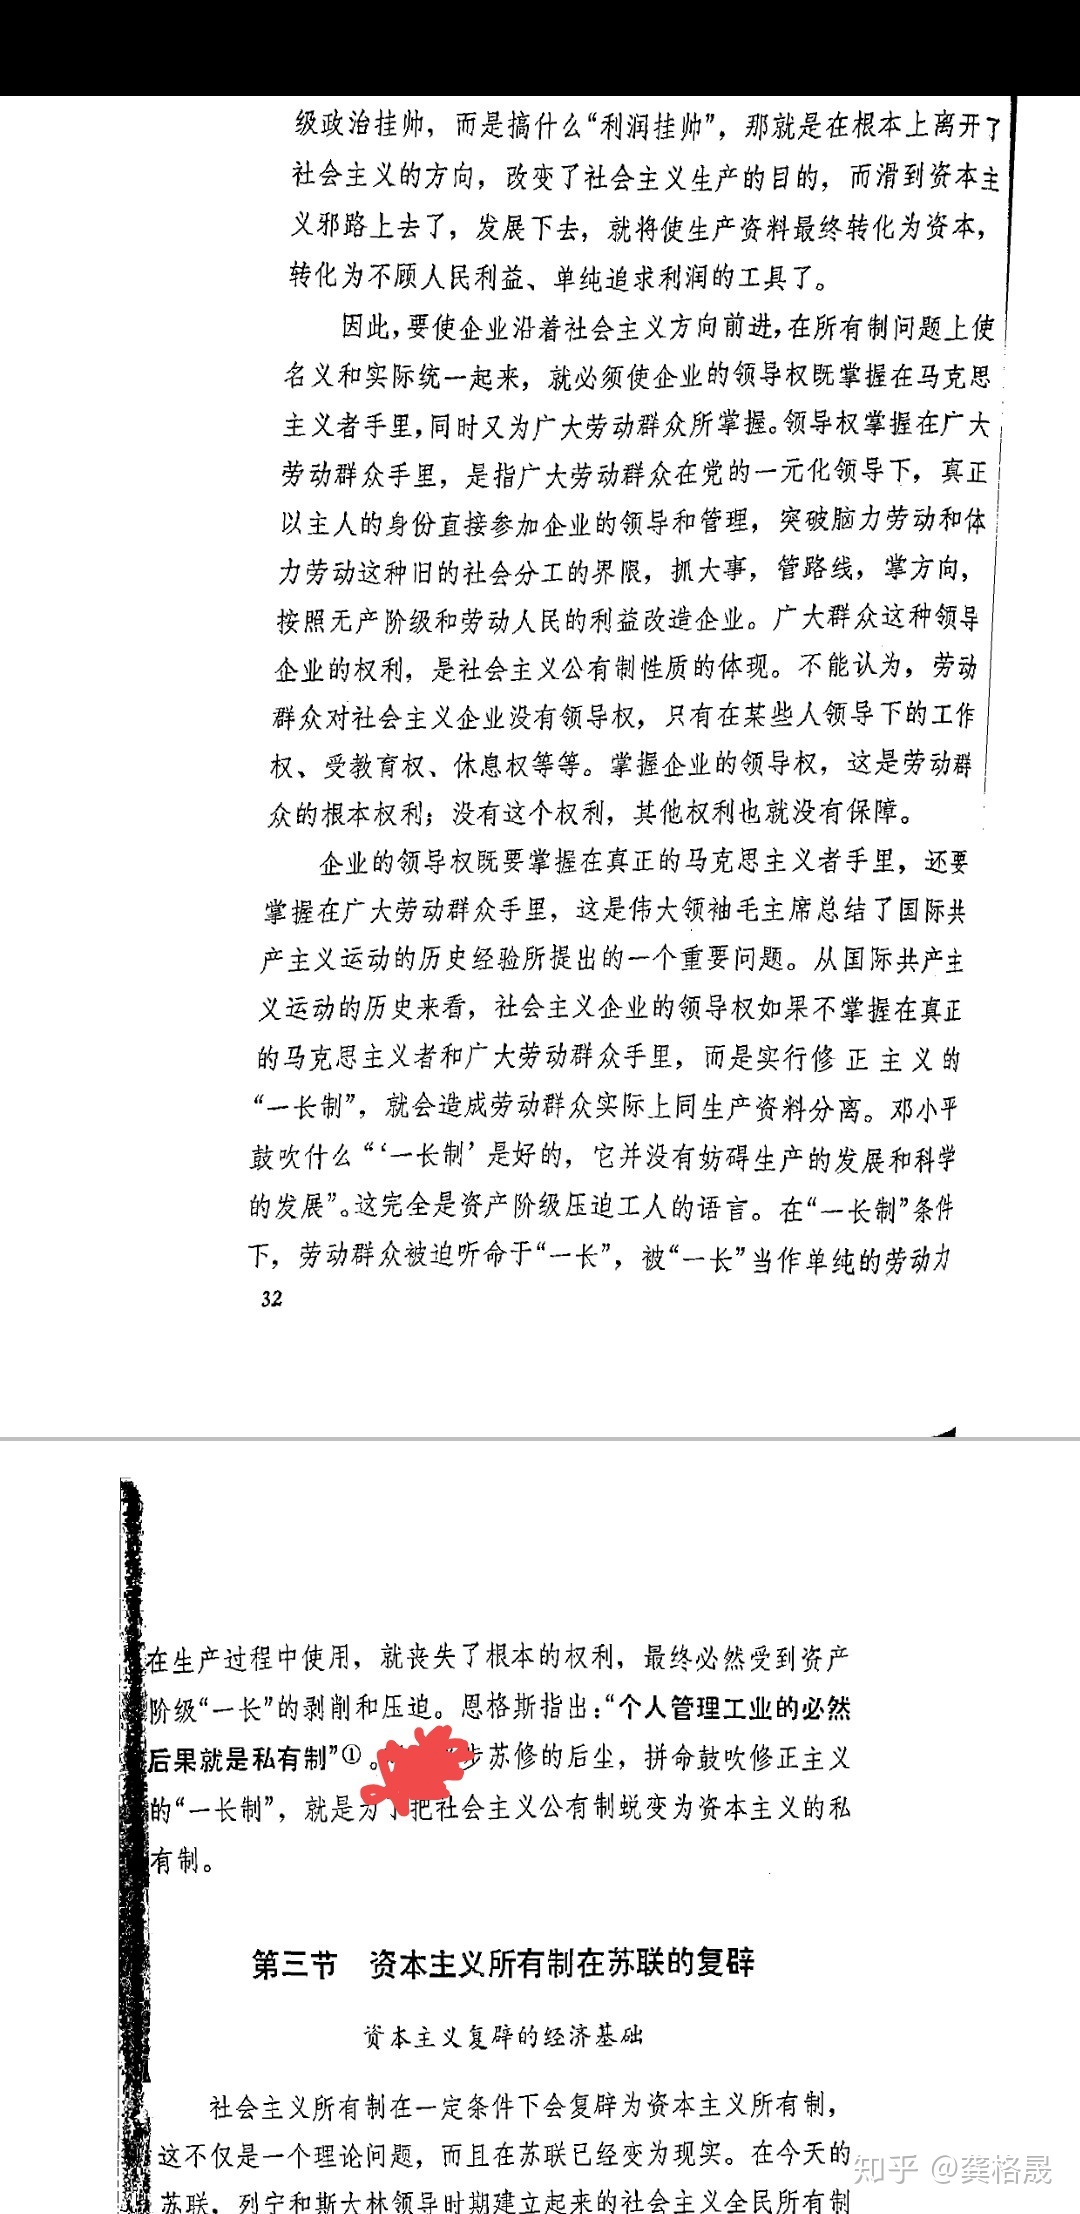 级政治挂帅，而是搞什么“利润挂帅”，那就是在根本上离开了
社会主义的方向，改变了社会主义生产的目的，而滑到资本主
义邪路上去了，发展下去，就将使生产资料最终转化为资本，
转化为不顾人民利益、单纯追求利润的工具了。
因此，要使企业沿着社会主义方向前进，在所有制问题上使
名义和实际统一起来，就必须使企业的领导权既掌握在马克思
主义者手里，同时又为广大劳动群众所掌握。领导权掌握在广大
劳动群众手里，是指广大劳动群众在党的一元化领导下，真正
以主人的身份直接参加企业的领导和管理，突破脑力劳动和体
力劳动这种旧的社会分工的界限，抓大事，管路线，掌方向，
按照无产阶级和劳动人民的利益改造企业。广大群众这种领导
企业的权利，是社会主义公有制性质的体现。不能认为，劳动
群众对社会主义企业没有领导权，只有在某些人领导下的工作
权、受教育权、休息权等等。掌握企业的领导权，这是劳动群
众的根本权利；没有这个权利，其他权利也就没有保障。
企业的领导权既要掌握在真正的马克思主义者手里，还要
掌握在广大劳动群众手里，这是伟大领袖毛主席总结了国际共
产主义运动的历史经验所提出的一个重要问题。从国际共产主
义运动的历史来看，社会主义企业的领导权如果不掌握在真正
的马克思主义者和广大劳动群众手里，而是实行修正主义的
“一长制”，就会造成劳动群众实际上同生产资料分离。邓小平
鼓吹什么“‘一长制’是好的，它并没有妨碍生产的发展和科学
的发展”。这完全是资产阶级压迫工人的语言。在“一长制”条件
下，劳动群众被迫听命于“一长”，被“一长”当作单纯的劳动力
32
在生产过程中使用，就丧失了根本的权利，最终必然受到资产
阶级“一长”的剥削和压迫。恩格斯指出：“个人管理工业的必然
后果就是私有制”①。步苏修的后尘，拼命鼓吹修正主义
的“一长制”，就是为了把社会主义公有制蜕变为资本主义的私
有制。
第三节 资本主义所有制在苏联的复辟
资本主义复辟的经济基础
社会主义所有制在一定条件下会复辟为资本主义所有制，
这不仅是一个理论问题，而且在苏联已经变为现实。在今天的
苏联，列宁和斯大林领导时期建立起来的社会主义全民所有制
知乎 @龚格晟